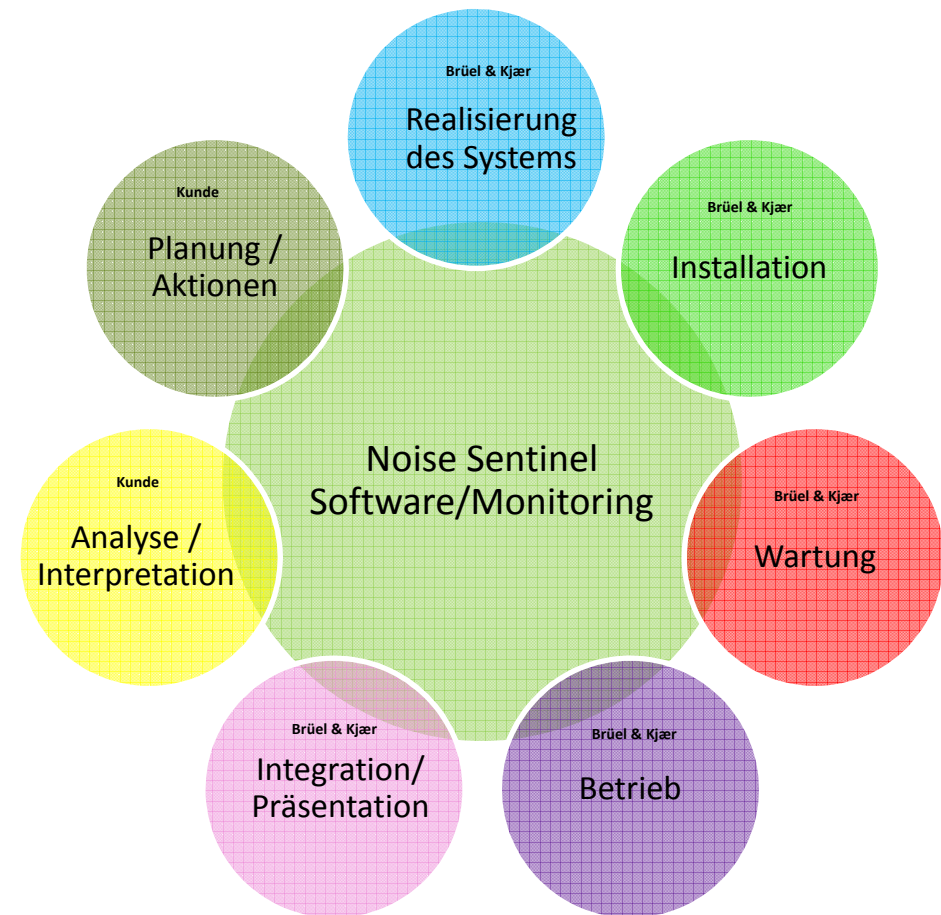 Brüel & Kjær
Realisierung
des Systems
Brüel & Kjær
Installation
Brüel & Kjær
Wartung
Brüel & Kjær
Betrieb
Brüel & Kjær
Integration/
Präsentation
Kunde
Analyse /
Interpretation
Kunde
Planung /
Aktionen
Noise Sentinel
Software/Monitoring